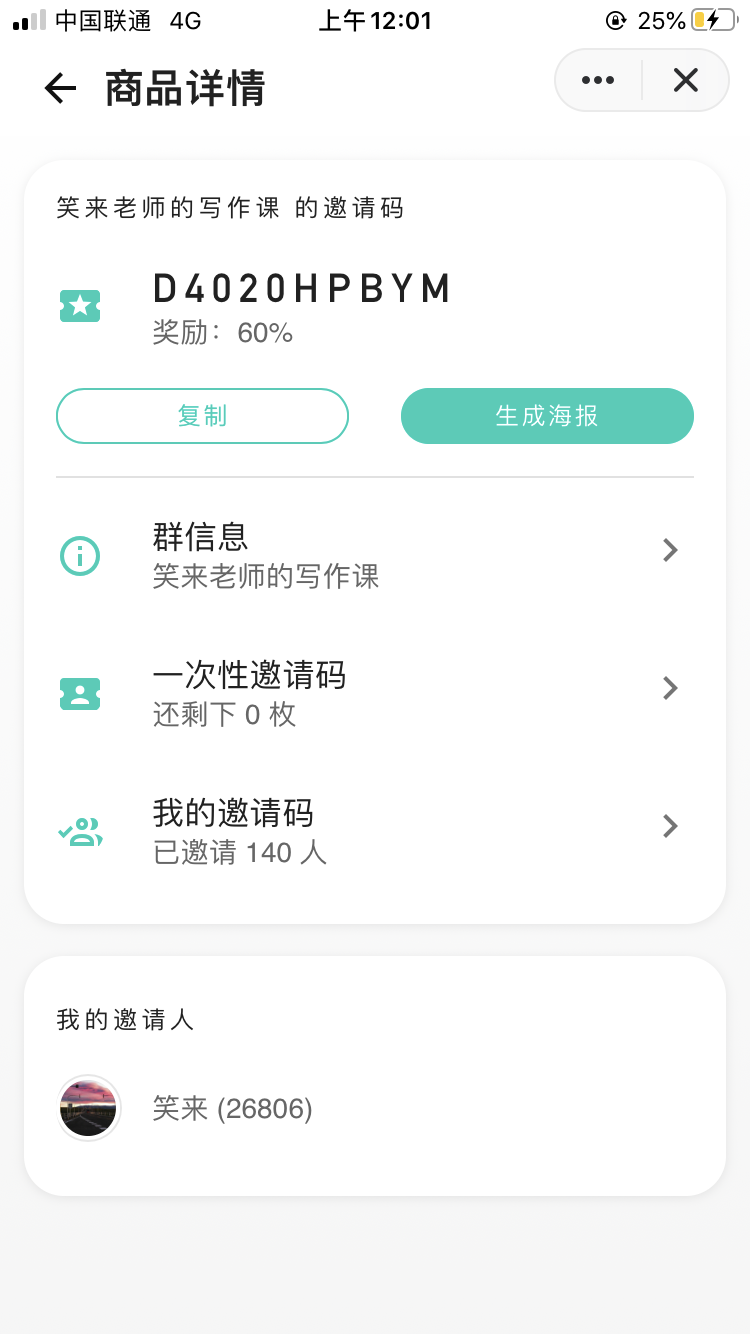 中国联通 4G 上午12:01 25%
商品详情
笑来老师的写作课 的邀请码
D4020HPBYM
奖励：60%
复制 生成海报
群信息
笑来老师的写作课
一次性邀请码
还剩下 0 枚
我的邀请码
已邀请 140 人
我的邀请人
笑来 (26806)